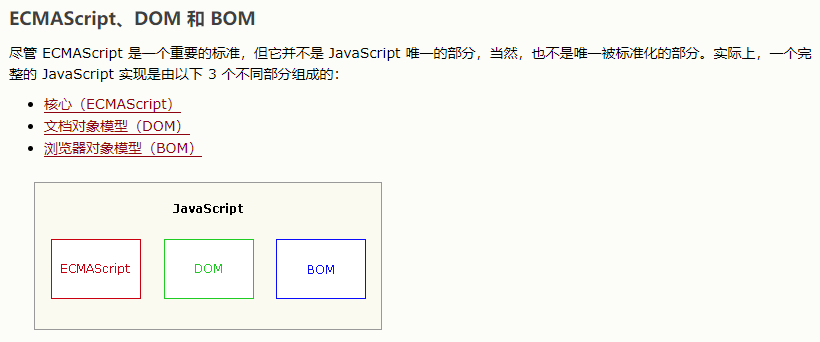 ECMAScript、DOM 和 BOM
尽管 ECMAScript 是一个重要的标准，但它并不是 JavaScript 唯一的部分，当然，也不是唯一被标准化的部分。实际上，一个完
整的 JavaScript 实现是由以下 3 个不同部分组成的：
核心（ECMAScript）
文档对象模型（DOM）
浏览器对象模型（BOM）
JavaScript
ECMAScript DOM BOM